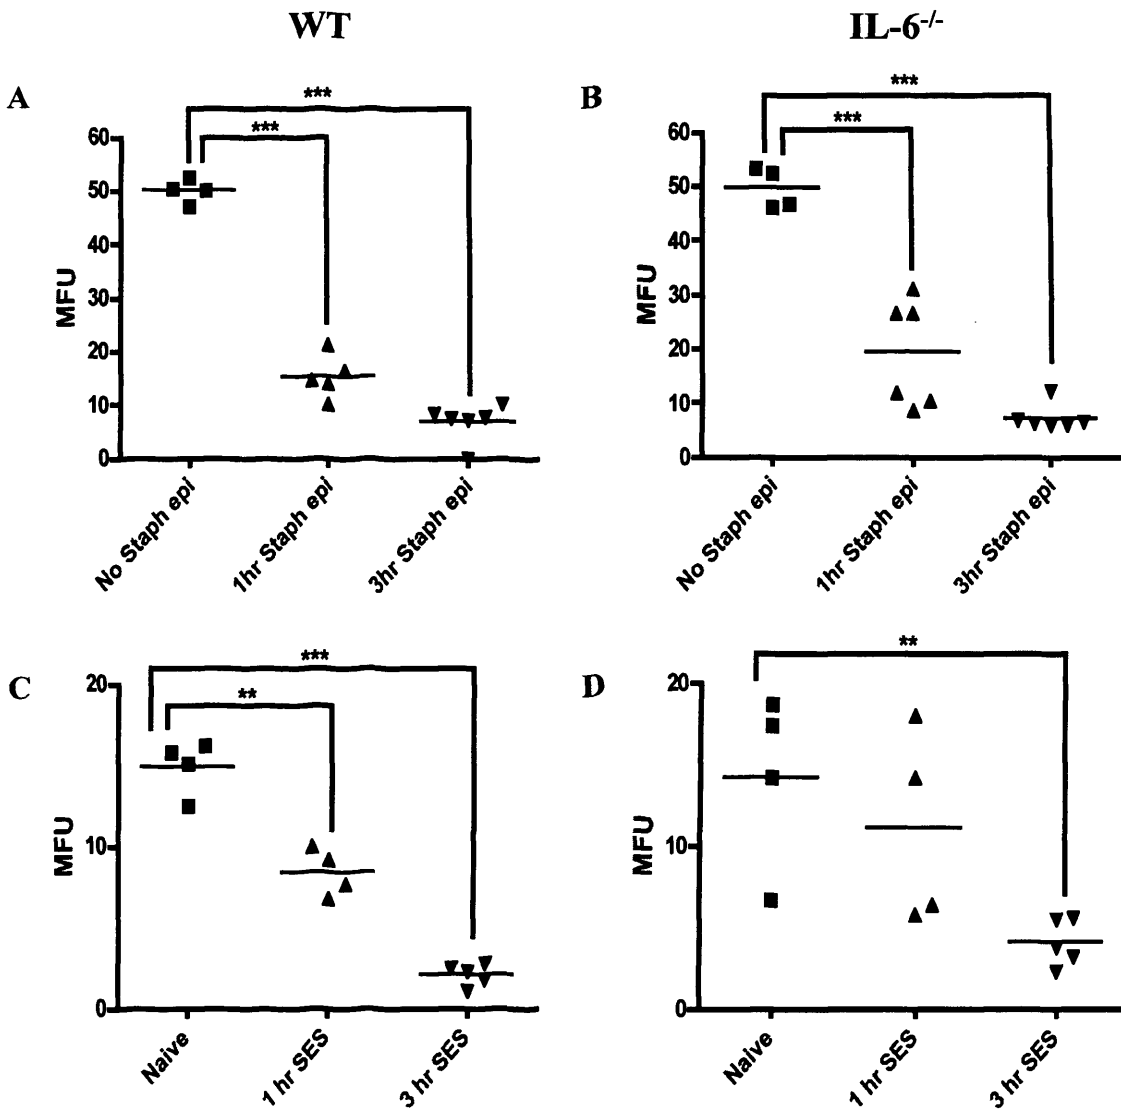 WT
IL-6-/-
A
***
***
60
50
40
30
20
10
0
MFU
No Staph epi
1hr Staph epi
3hr Staph epi
B
***
***
60
50
40
30
20
10
0
MFU
No Staph epi
1hr Staph epi
3hr Staph epi
C
***
**
20
10
0
MFU
Naive
1 hr SES
3 hr SES
D
**
20
10
0
MFU
Naive
1 hr SES
3 hr SES